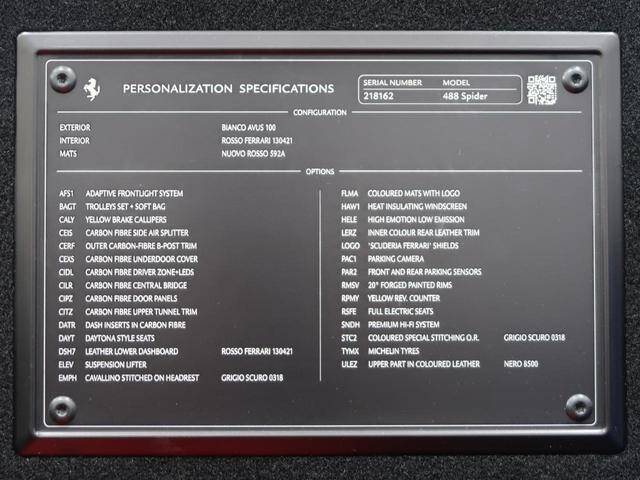 PERSONALIZATION SPECIFICATIONS
SERIAL NUMBER MODEL
218162 488 Spider
CONFIGURATION
EXTERIOR BIANCO AVUS 100
INTERIOR ROSSO FERRARI 130421
MATS NUOVO ROSSO 592A
OPTIONS
AFS1 ADAPTIVE FRONTLIGHT SYSTEM
BAGT TROLLEYS SET + SOFT BAG
CALY YELLOW BRAKE CALLIPERS
CEIS CARBON FIBRE SIDE AIR SPLITTER
CERF OUTER CARBON-FIBRE B-POST TRIM
CEXS CARBON FIBRE UNDERDOOR COVER
CIDL CARBON FIBRE DRIVER ZONE+LEDS
CILR CARBON FIBRE CENTRAL BRIDGE
CIPZ CARBON FIBRE DOOR PANELS
CITZ CARBON FIBRE UPPER TUNNEL TRIM
DATR DASH INSERTS IN CARBON FIBRE
DAYT DAYTONA STYLE SEATS
DSH7 LEATHER LOWER DASHBOARD ROSSO FERRARI 130421
ELEV SUSPENSION LIFTER
EMPH CAVALLINO STITCHED ON HEADREST GRIGIO SCURO 0318
FLMA COLOURED MATS WITH LOGO
HAW1 HEAT INSULATING WINDSCREEN
HELE HIGH EMOTION LOW EMISSION
LERZ INNER COLOUR REAR LEATHER TRIM
LOGO 'SCUDERIA FERRARI' SHIELDS
PAC1 PARKING CAMERA
PAR2 FRONT AND REAR PARKING SENSORS
RMSV 20" FORGED PAINTED RIMS
RPMY YELLOW REV. COUNTER
RSFE FULL ELECTRIC SEATS
SNDH PREMIUM HI-FI SYSTEM
STC2 COLOURED SPECIAL STITCHING O.R. GRIGIO SCURO 0318
TYMX MICHELIN TYRES
ULEZ UPPER PART IN COLOURED LEATHER NERO 8500